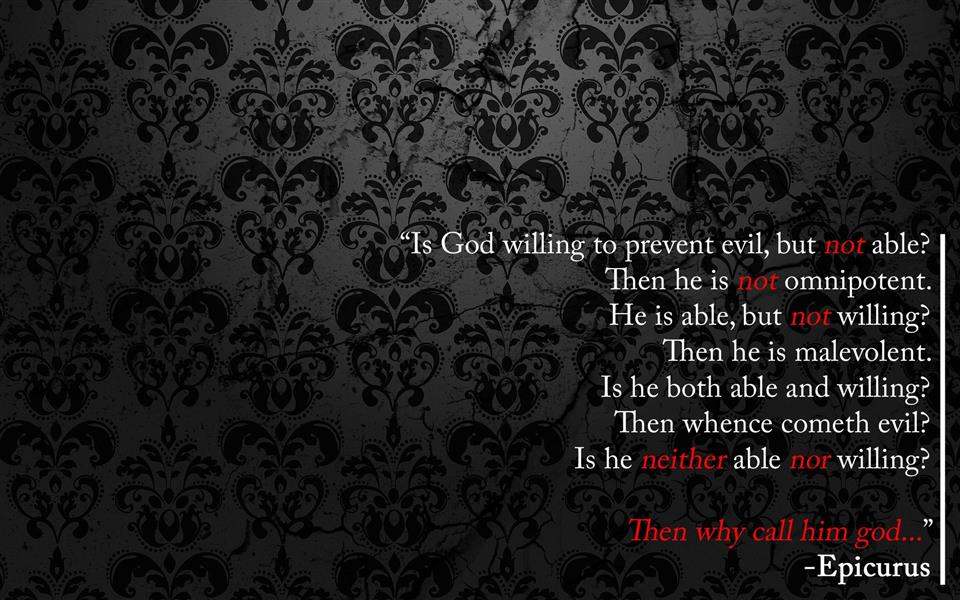 “Is God willing to prevent evil, but not able?
Then he is not omnipotent.
He is able, but not willing?
Then he is malevolent.
Is he both able and willing?
Then whence cometh evil?
Is he neither able nor willing?
Then why call him god...”
-Epicurus